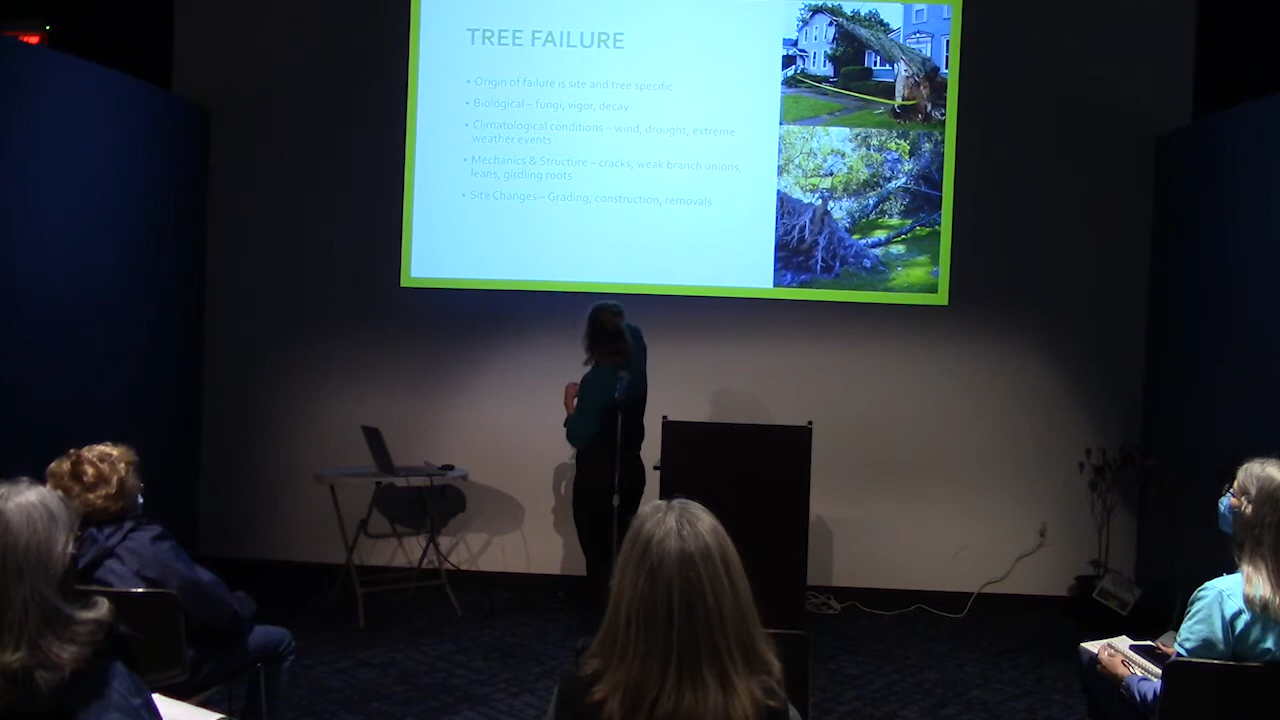 TREE FAILURE
• Origin of failure is site and tree specific
• Biological – fungi, vigor, decay
• Climatological conditions – wind, drought, extreme
weather events
• Mechanics & Structure – cracks, weak branch unions,
leans, girdling roots
• Site Changes – Grading, construction, removals